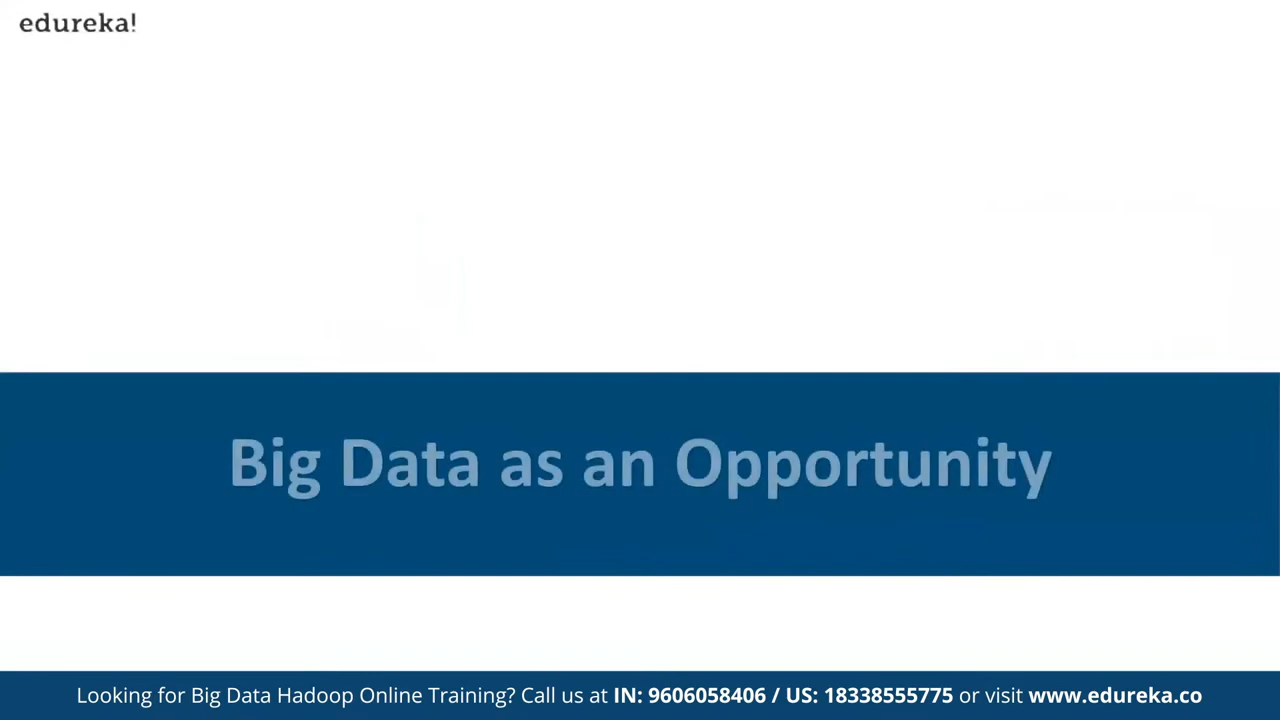 edureka!
Big Data as an Opportunity
Looking for Big Data Hadoop Online Training? Call us at IN: 9606058406 / US: 18338555775 or visit www.edureka.co